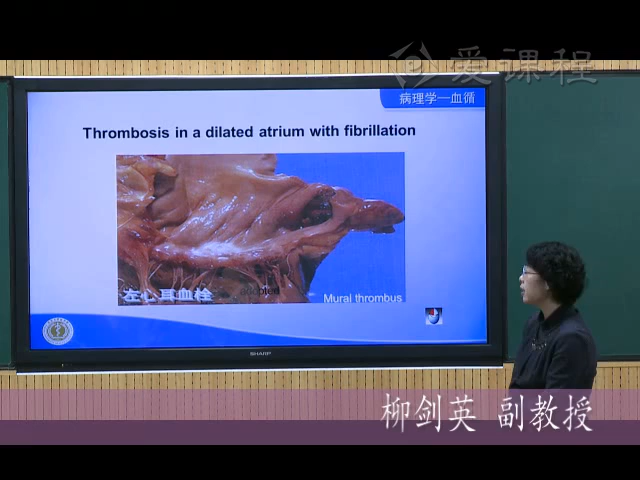 爱课程
病理学—血循
Thrombosis in a dilated atrium with fibrillation
左心耳血栓
adopted
Mural thrombus
SHARP
柳剑英 副教授